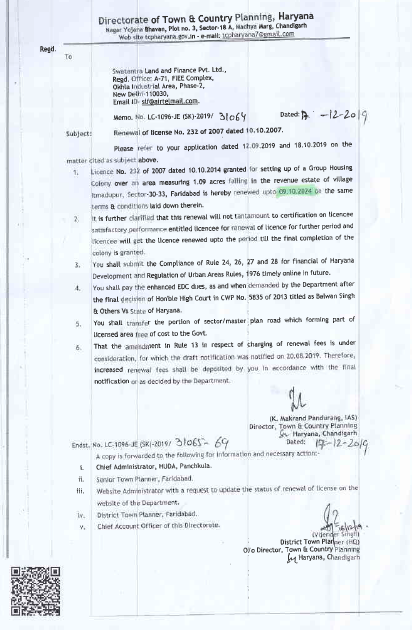 Directorate of Town & Country Planning, Haryana
Nagar Yojna Bhavan, Plot no. 3, Sector-18 A, Madhya Marg, Chandigarh
Web site tcpharyana.gov.in - e-mail: tcpharyana7@gmail.com
Regd.
To
Swatantra Land and Finance Pvt. Ltd.,
Regd. Office: A-71, FIEE Complex,
Okhla Industrial Area, Phase-2,
New Delhi-110030,
Email ID- slf@airtelmail.com.
Memo. No. LC-1096-JE (SK)-2019/ 31064 Dated: -12-2019
Subject: Renewal of license No. 232 of 2007 dated 10.10.2007.
Please refer to your application dated 12.09.2019 and 18.10.2019 on the
matter cited as subject above.
1. Licence No. 232 of 2007 dated 10.10.2014 granted for setting up of a Group Housing
Colony over an area measuring 1.09 acres falling in the revenue estate of village
Itmadpur, Sector-30-33, Faridabad is hereby renewed upto 09.10.2024 on the same
terms & conditions laid down therein.
2. It is further clarified that this renewal will not tantamount to certification on licencee
satisfactory performance entitled licencee for renewal of licence for further period and
licencee will get the licence renewed upto the period till the final completion of the
colony is granted.
3. You shall submit the Compliance of Rule 24, 26, 27 and 28 for financial of Haryana
Development and Regulation of Urban Areas Rules, 1976 timely online in future.
4. You shall pay the enhanced EDC dies, as and when demanded by the Department after
the final decision of Hon'ble High Court in CWP No. 5835 of 2013 titled as Balwan Singh
& Others Vs State of Haryana.
5. You shall transfer the portion of sector/master plan road which forming part of
licensed area free of cost to the Govt.
6. That the amendment in Rule 13 in respect of charging of renewal fees is under
consideration, for which the draft notification was notified on 20.08.2019. Therefore,
increased renewal fees shall be deposited by you in accordance with the final
notification or as decided by the Department.
(K. Makrand Pandurang, IAS)
Director, Town & Country Planning
Haryana, Chandigarh
Endst. No. LC-1096-JE (SK)-2019/ 31065-69 Dated: -12-2019
A copy is forwarded to the following for information and necessary action:-
i. Chief Administrator, HUDA, Panchkula.
ii. Senior Town Planner, Faridabad.
iii. Website Administrator with a request to update the status of renewal of license on the
website of the Department.
iv. District Town Planner, Faridabad.
v. Chief Account Officer of this Directorate.
(Vijender Singh)
District Town Planner (HQ)
O/o Director, Town & Country Planning
Haryana, Chandigarh